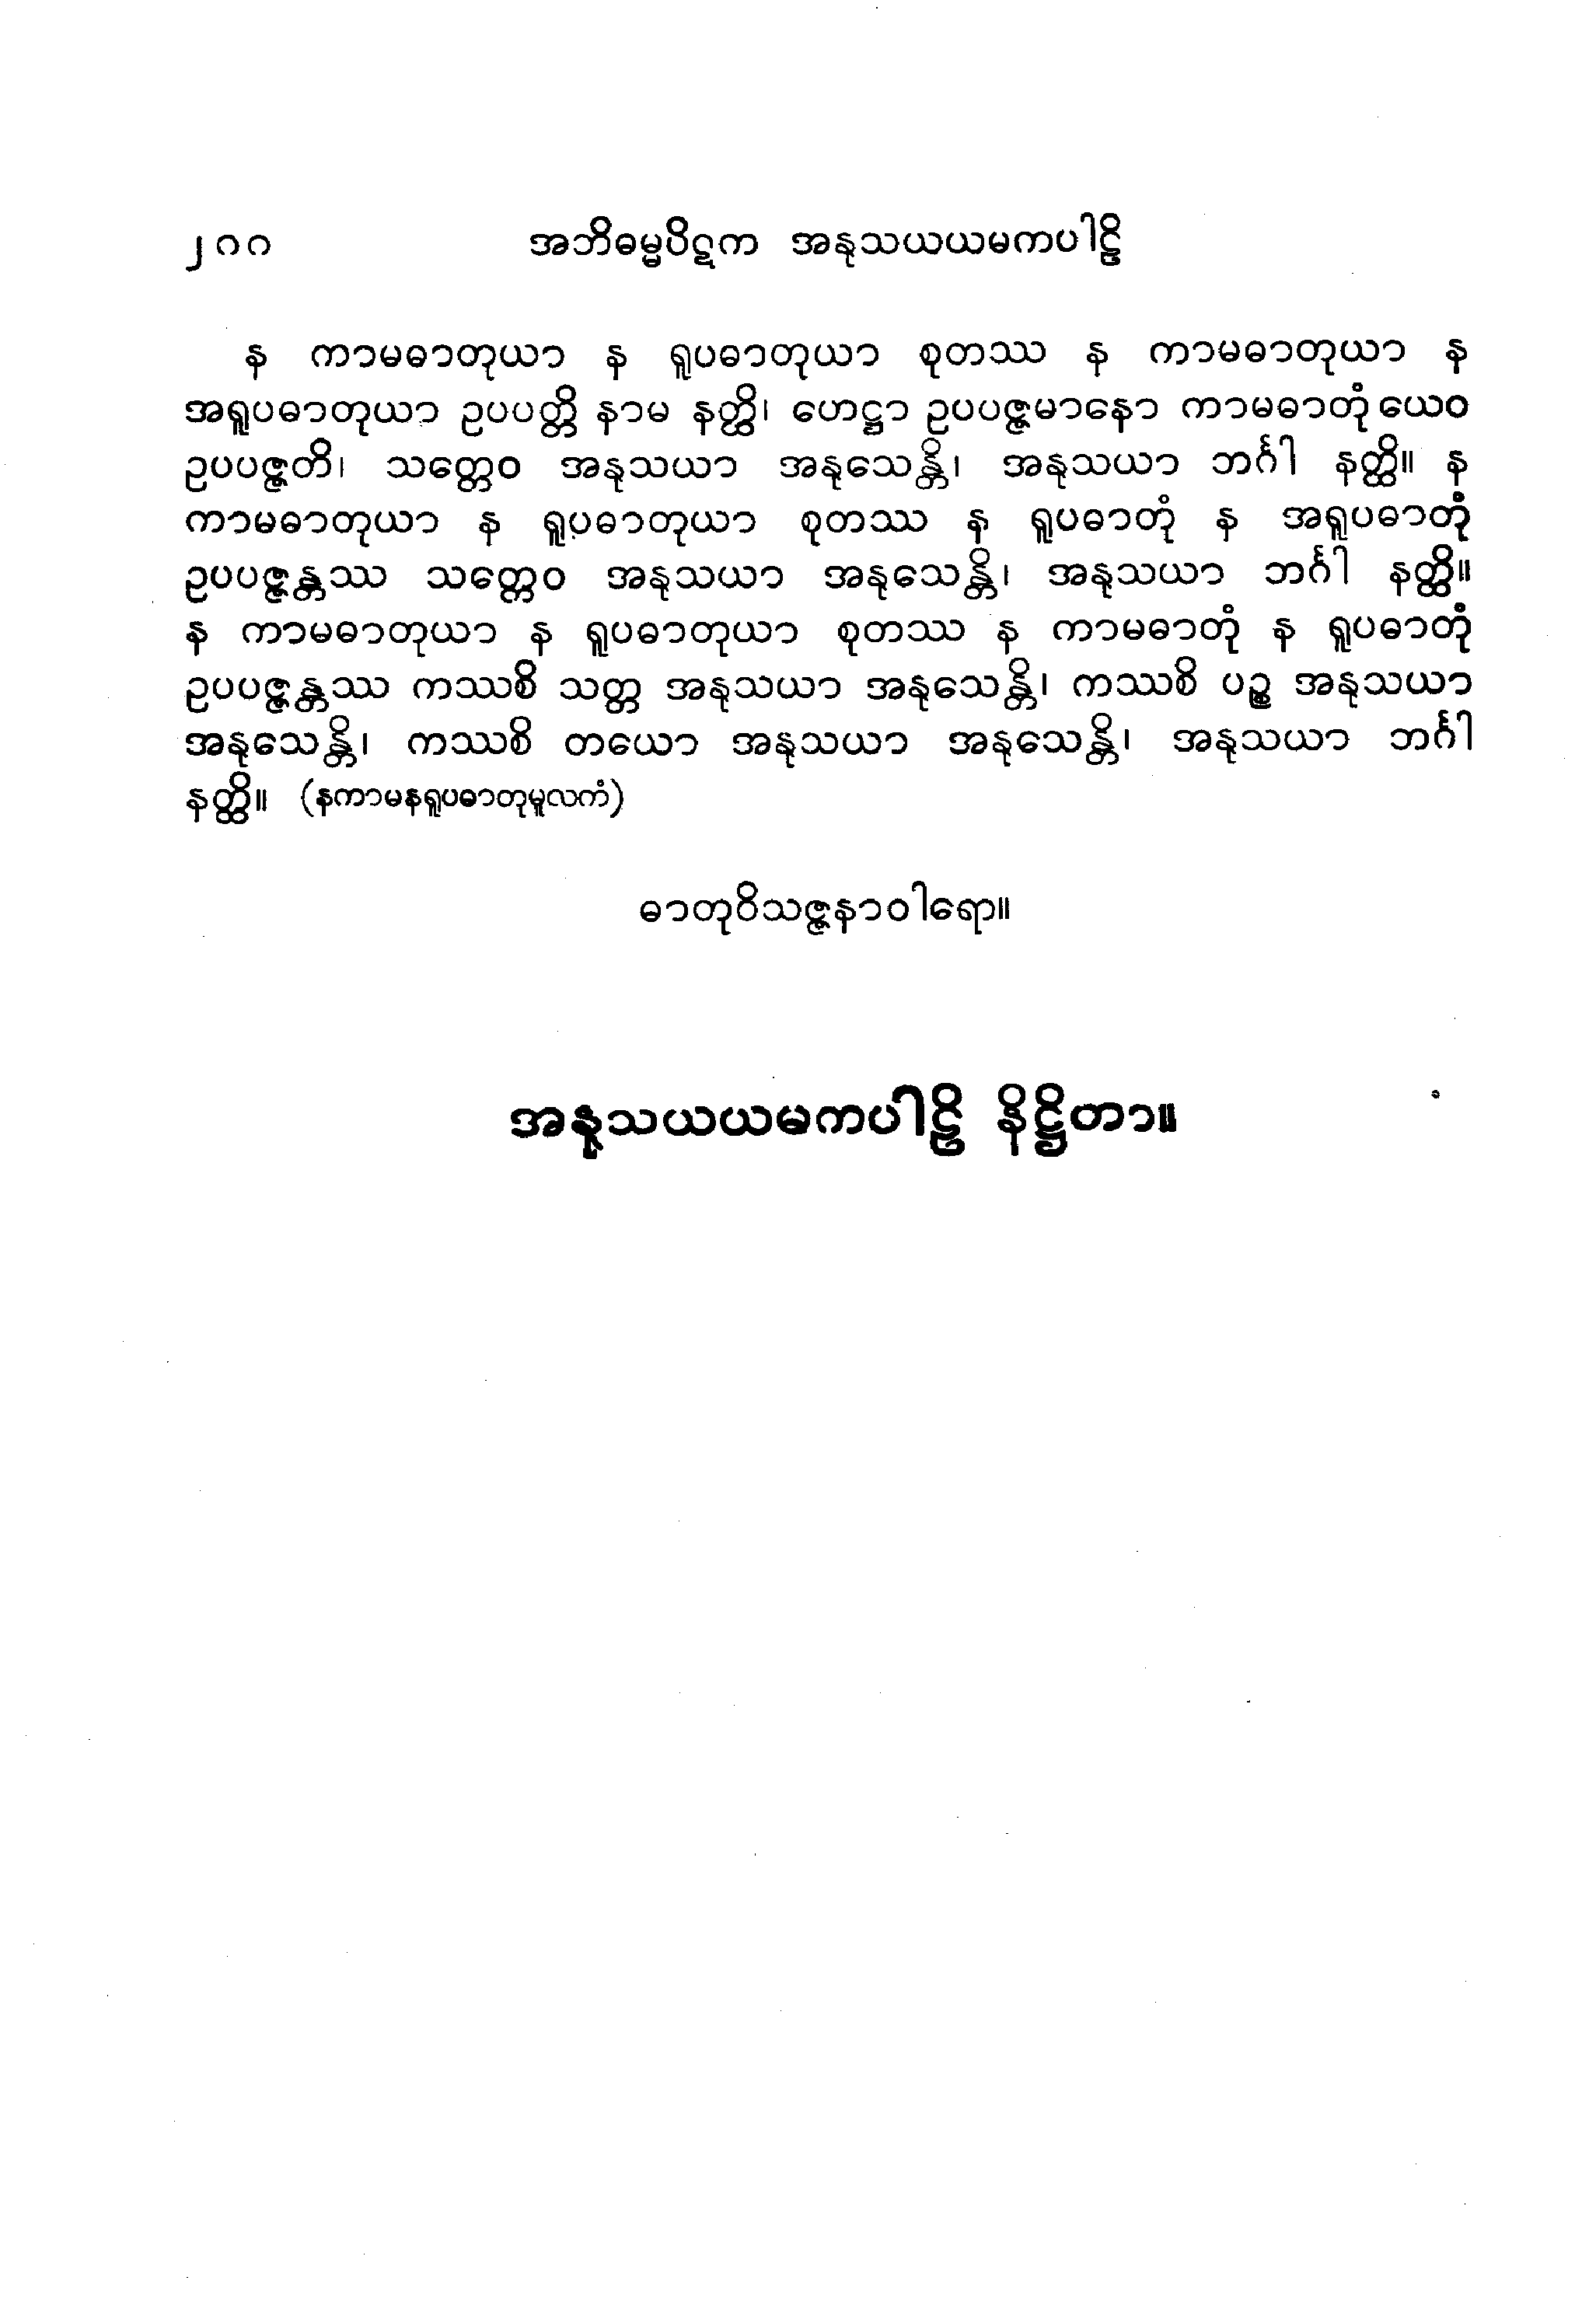 ၂၀၀ အဘိဓမ္မပိဋက အနုသယယမကပါဠိ
န ကာမဓာတုယာ န ရူပဓာတုယာ စုတဿ န ကာမဓာတုယာ န
အရူပဓာတုယာ ဥပပတ္တိ နာမ နတ္ထိ၊ ဟေဋ္ဌာ ဥပပဇ္ဇမာနော ကာမဓာတုံ ယေဝ
ဥပပဇ္ဇတိ၊ သတ္တေဝ အနုသယာ အနုသေန္တိ၊ အနုသယာ ဘင်္ဂါ နတ္ထိ။ န
ကာမဓာတုယာ န ရူပဓာတုယာ စုတဿ န ရူပဓာတုံ န အရူပဓာတုံ
ဥပပဇ္ဇန္တဿ သတ္တေဝ အနုသယာ အနုသေန္တိ၊ အနုသယာ ဘင်္ဂါ နတ္ထိ။
န ကာမဓာတုယာ န ရူပဓာတုယာ စုတဿ န ကာမဓာတုံ န ရူပဓာတုံ
ဥပပဇ္ဇန္တဿ ကဿစိ သတ္တ အနုသယာ အနုသေန္တိ၊ ကဿစိ ပဉ္စ အနုသယာ
အနုသေန္တိ၊ ကဿစိ တယော အနုသယာ အနုသေန္တိ၊ အနုသယာ ဘင်္ဂါ
နတ္ထိ။ (နကာမနရူပဓာတုမူလကံ)
ဓာတုဝိသဇ္ဇနာဝါရော။
အနုသယယမကပါဠိ နိဋ္ဌိတာ။